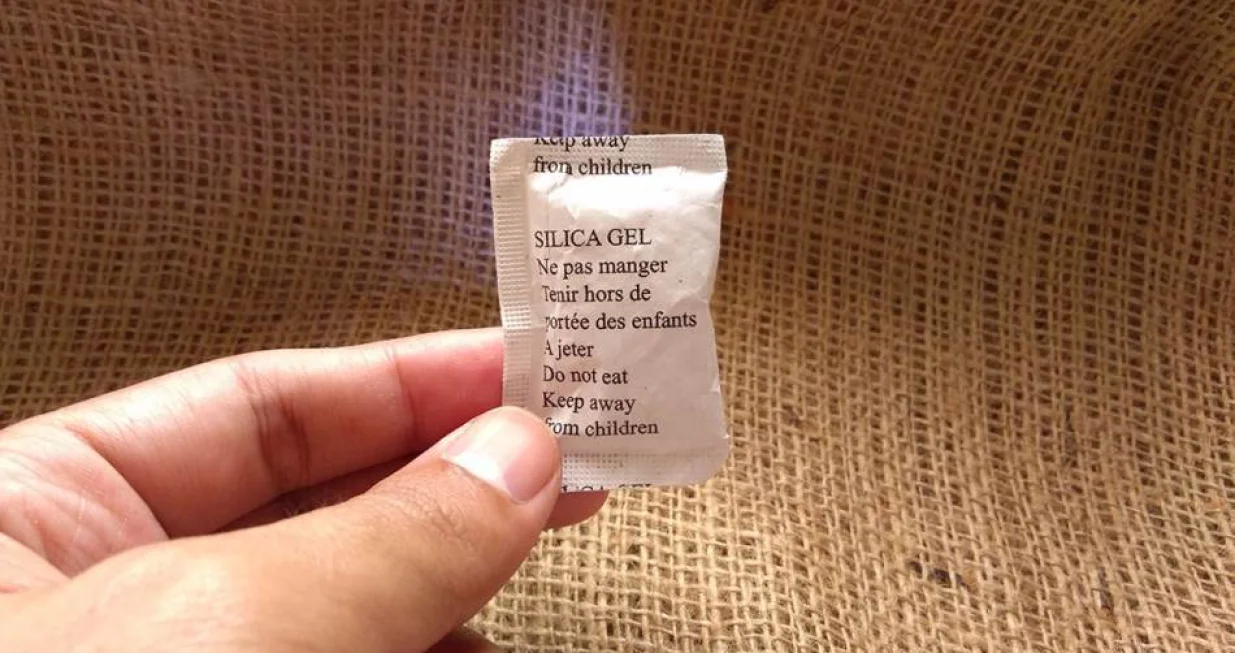 Keep away
from children
SILICA GEL
Ne pas manger
Tenir hors de
portée des enfants
A jeter
Do not eat
Keep away
from children